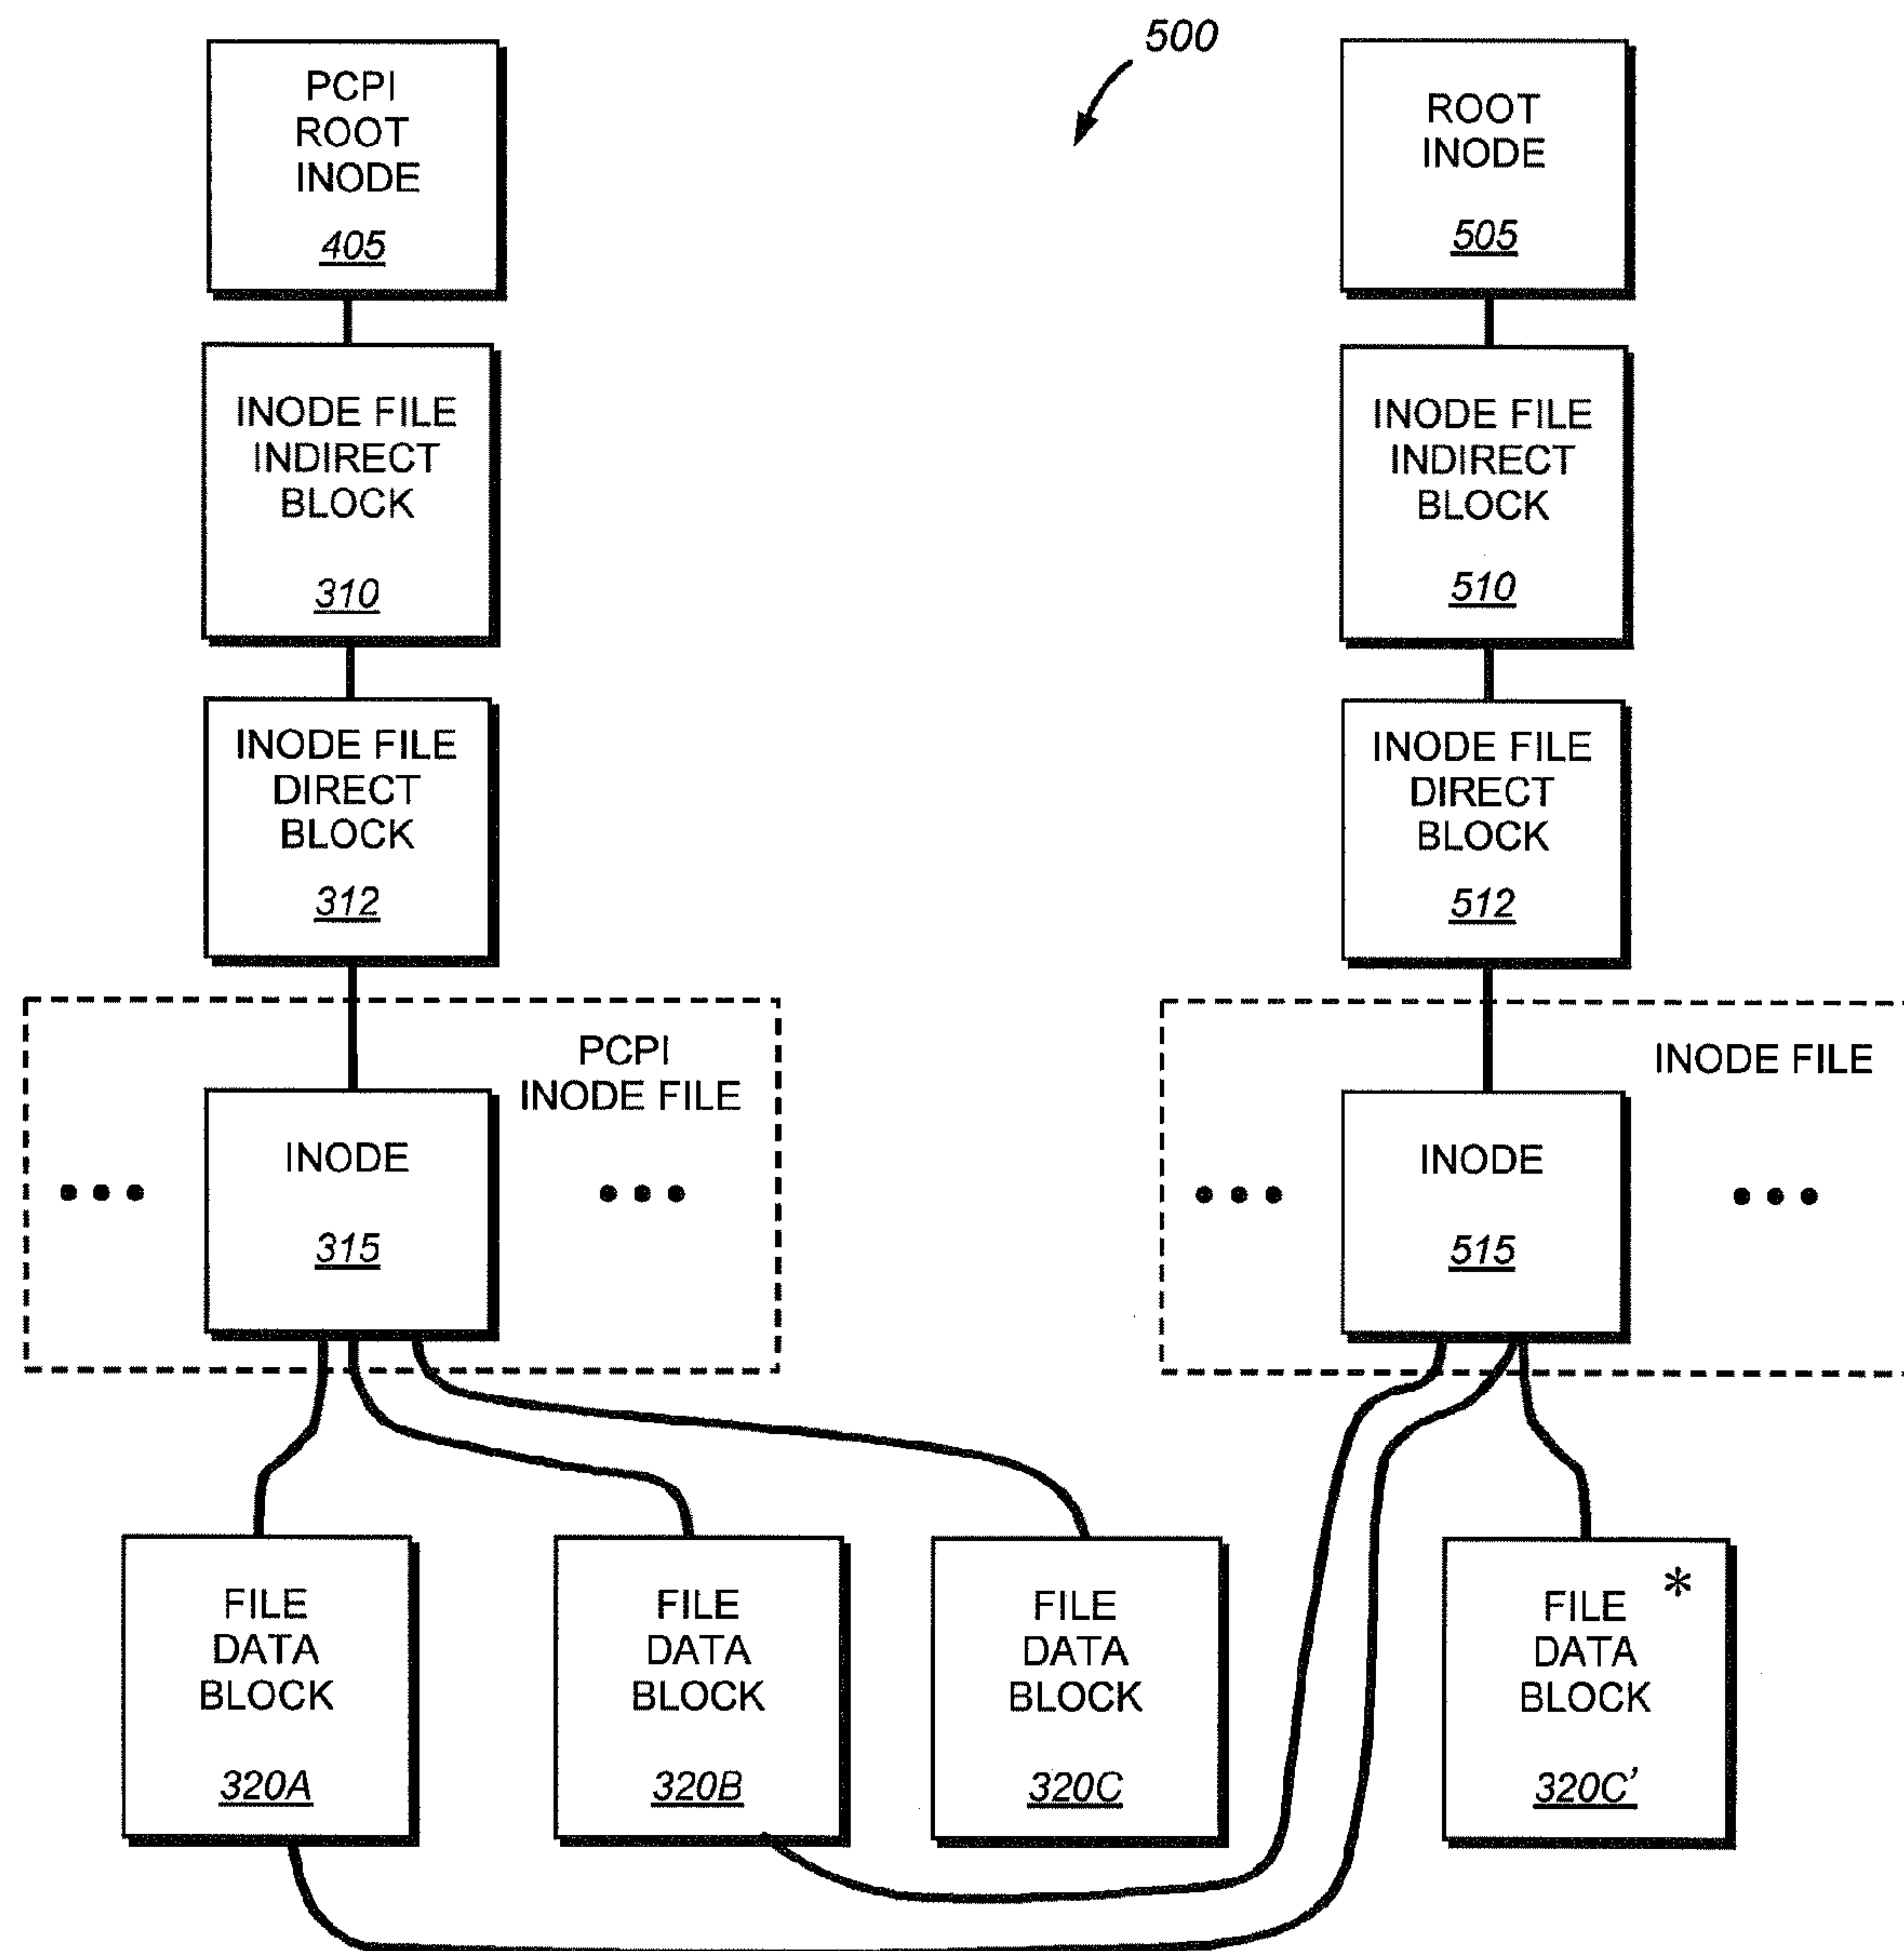 500
PCPI
ROOT
INODE
405
ROOT
INODE
505
INODE FILE
INDIRECT
BLOCK
310
INODE FILE
INDIRECT
BLOCK
510
INODE FILE
DIRECT
BLOCK
312
INODE FILE
DIRECT
BLOCK
512
PCPI
INODE FILE
INODE
315
INODE FILE
INODE
515
FILE
DATA
BLOCK
320A
FILE
DATA
BLOCK
320B
FILE
DATA
BLOCK
320C
*
FILE
DATA
BLOCK
320C'